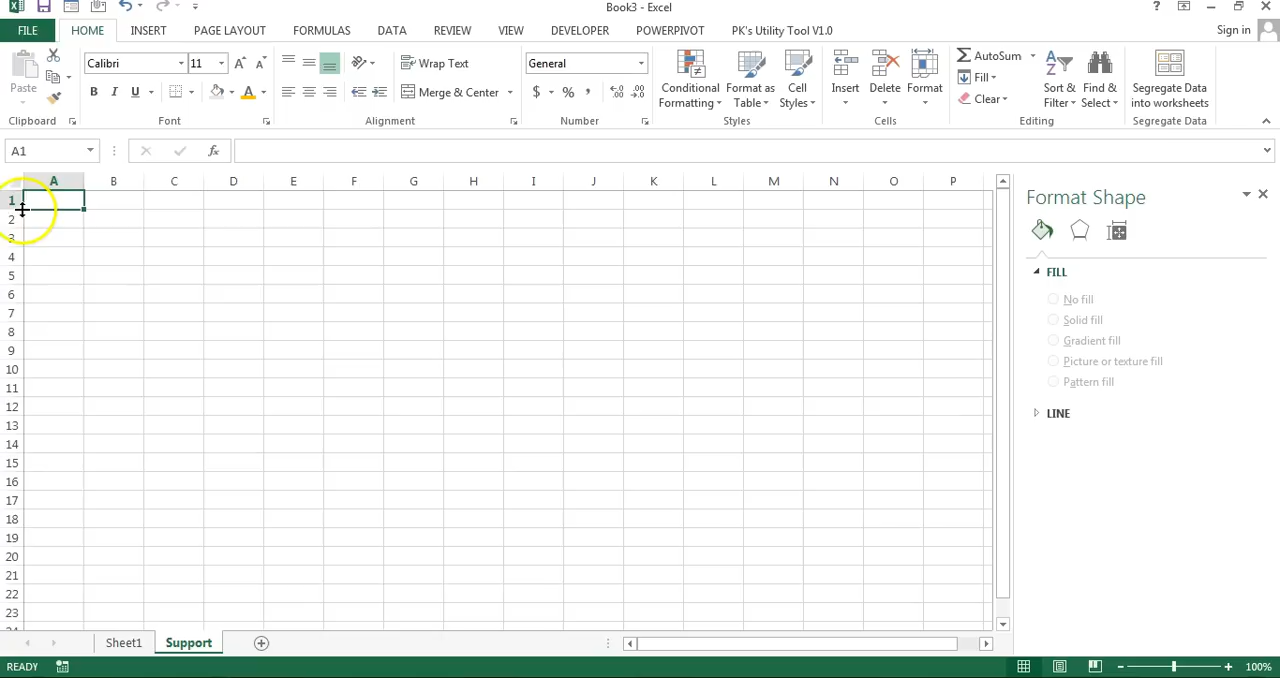 Book3 - Excel
FILE HOME INSERT PAGE LAYOUT FORMULAS DATA REVIEW VIEW DEVELOPER POWERPIVOT PK's Utility Tool V1.0 Sign in
Paste
Clipboard
Calibri 11
B I U
Font
Wrap Text
Merge & Center
Alignment
General
$ % ,
Number
Conditional Formatting
Format as Table
Cell Styles
Styles
Insert Delete Format
Cells
AutoSum
Fill
Clear
Sort & Filter
Find & Select
Editing
Segregate Data into worksheets
Segregate Data
A1 fx
A B C D E F G H I J K L M N O P
1
2
3
4
5
6
7
8
9
10
11
12
13
14
15
16
17
18
19
20
21
22
23
24
Format Shape
FILL
No fill
Solid fill
Gradient fill
Picture or texture fill
Pattern fill
LINE
Sheet1 Support
READY 100%